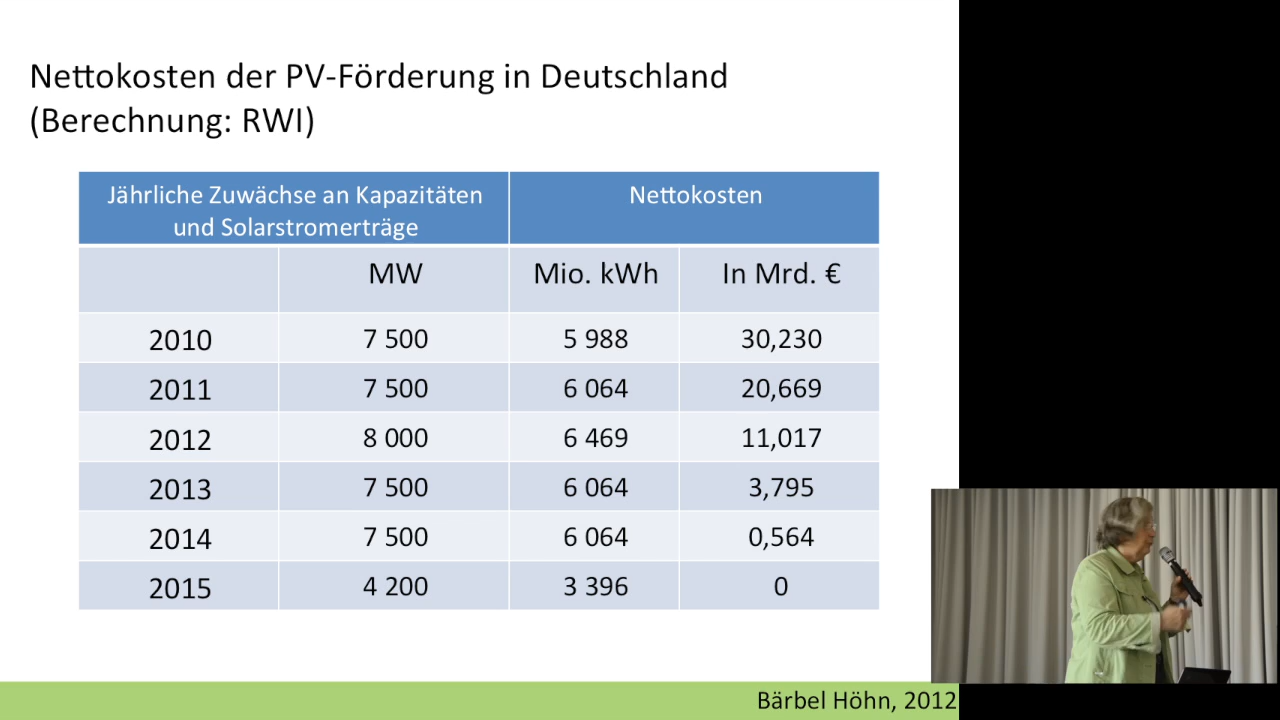 Nettokosten der PV-Förderung in Deutschland
(Berechnung: RWI)
Jährliche Zuwächse an Kapazitäten
und Solarstromerträge
Nettokosten
MW Mio. kWh In Mrd. €
2010 7 500 5 988 30,230
2011 7 500 6 064 20,669
2012 8 000 6 469 11,017
2013 7 500 6 064 3,795
2014 7 500 6 064 0,564
2015 4 200 3 396 0
Bärbel Höhn, 2012